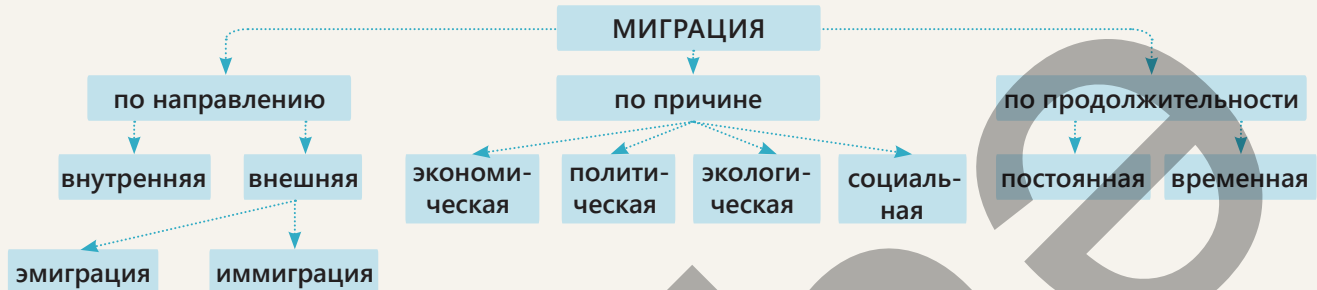 МИГРАЦИЯ
по направлению
по причине
по продолжительности
внутренняя
внешняя
экономи-
ческая
полити-
ческая
экологи-
ческая
социаль-
ная
постоянная
временная
эмиграция
иммиграция